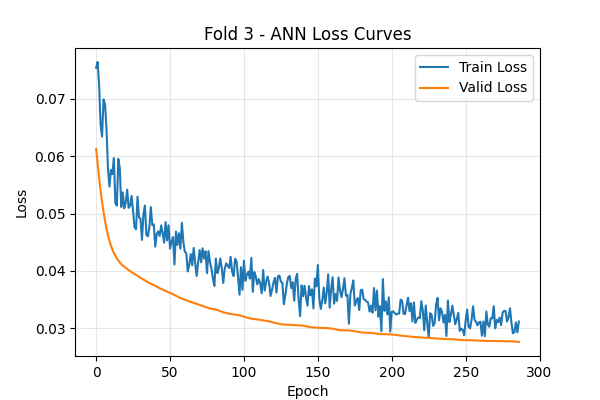 Fold 3 - ANN Loss Curves
Train Loss
Valid Loss
0.07
0.06
0.05
0.04
0.03
Loss
0 50 100 150 200 250 300
Epoch